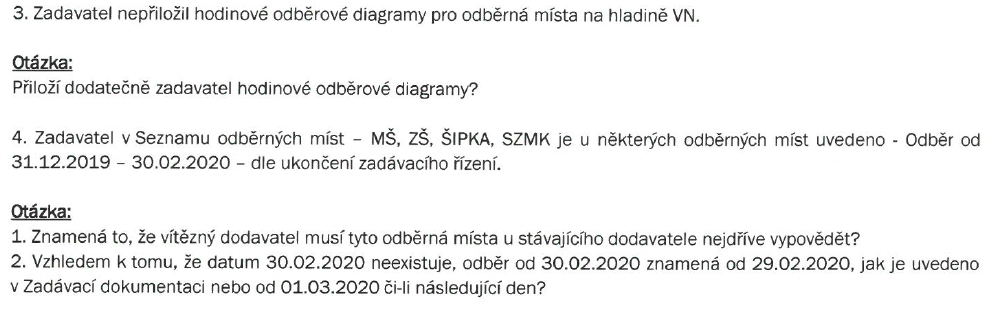 3. Zadavatel nepřiložil hodinové odběrové diagramy pro odběrná místa na hladině VN.
Otázka:
Přiloží dodatečně zadavatel hodinové odběrové diagramy?
4. Zadavatel v Seznamu odběrných míst – MŠ, ZŠ, ŠIPKA, SZMK je u některých odběrných míst uvedeno - Odběr od
31.12.2019 – 30.02.2020 – dle ukončení zadávacího řízení.
Otázka:
1. Znamená to, že vítězný dodavatel musí tyto odběrná místa u stávajícího dodavatele nejdříve vypovědět?
2. Vzhledem k tomu, že datum 30.02.2020 neexistuje, odběr od 30.02.2020 znamená od 29.02.2020, jak je uvedeno
v Zadávací dokumentaci nebo od 01.03.2020 či-li následující den?